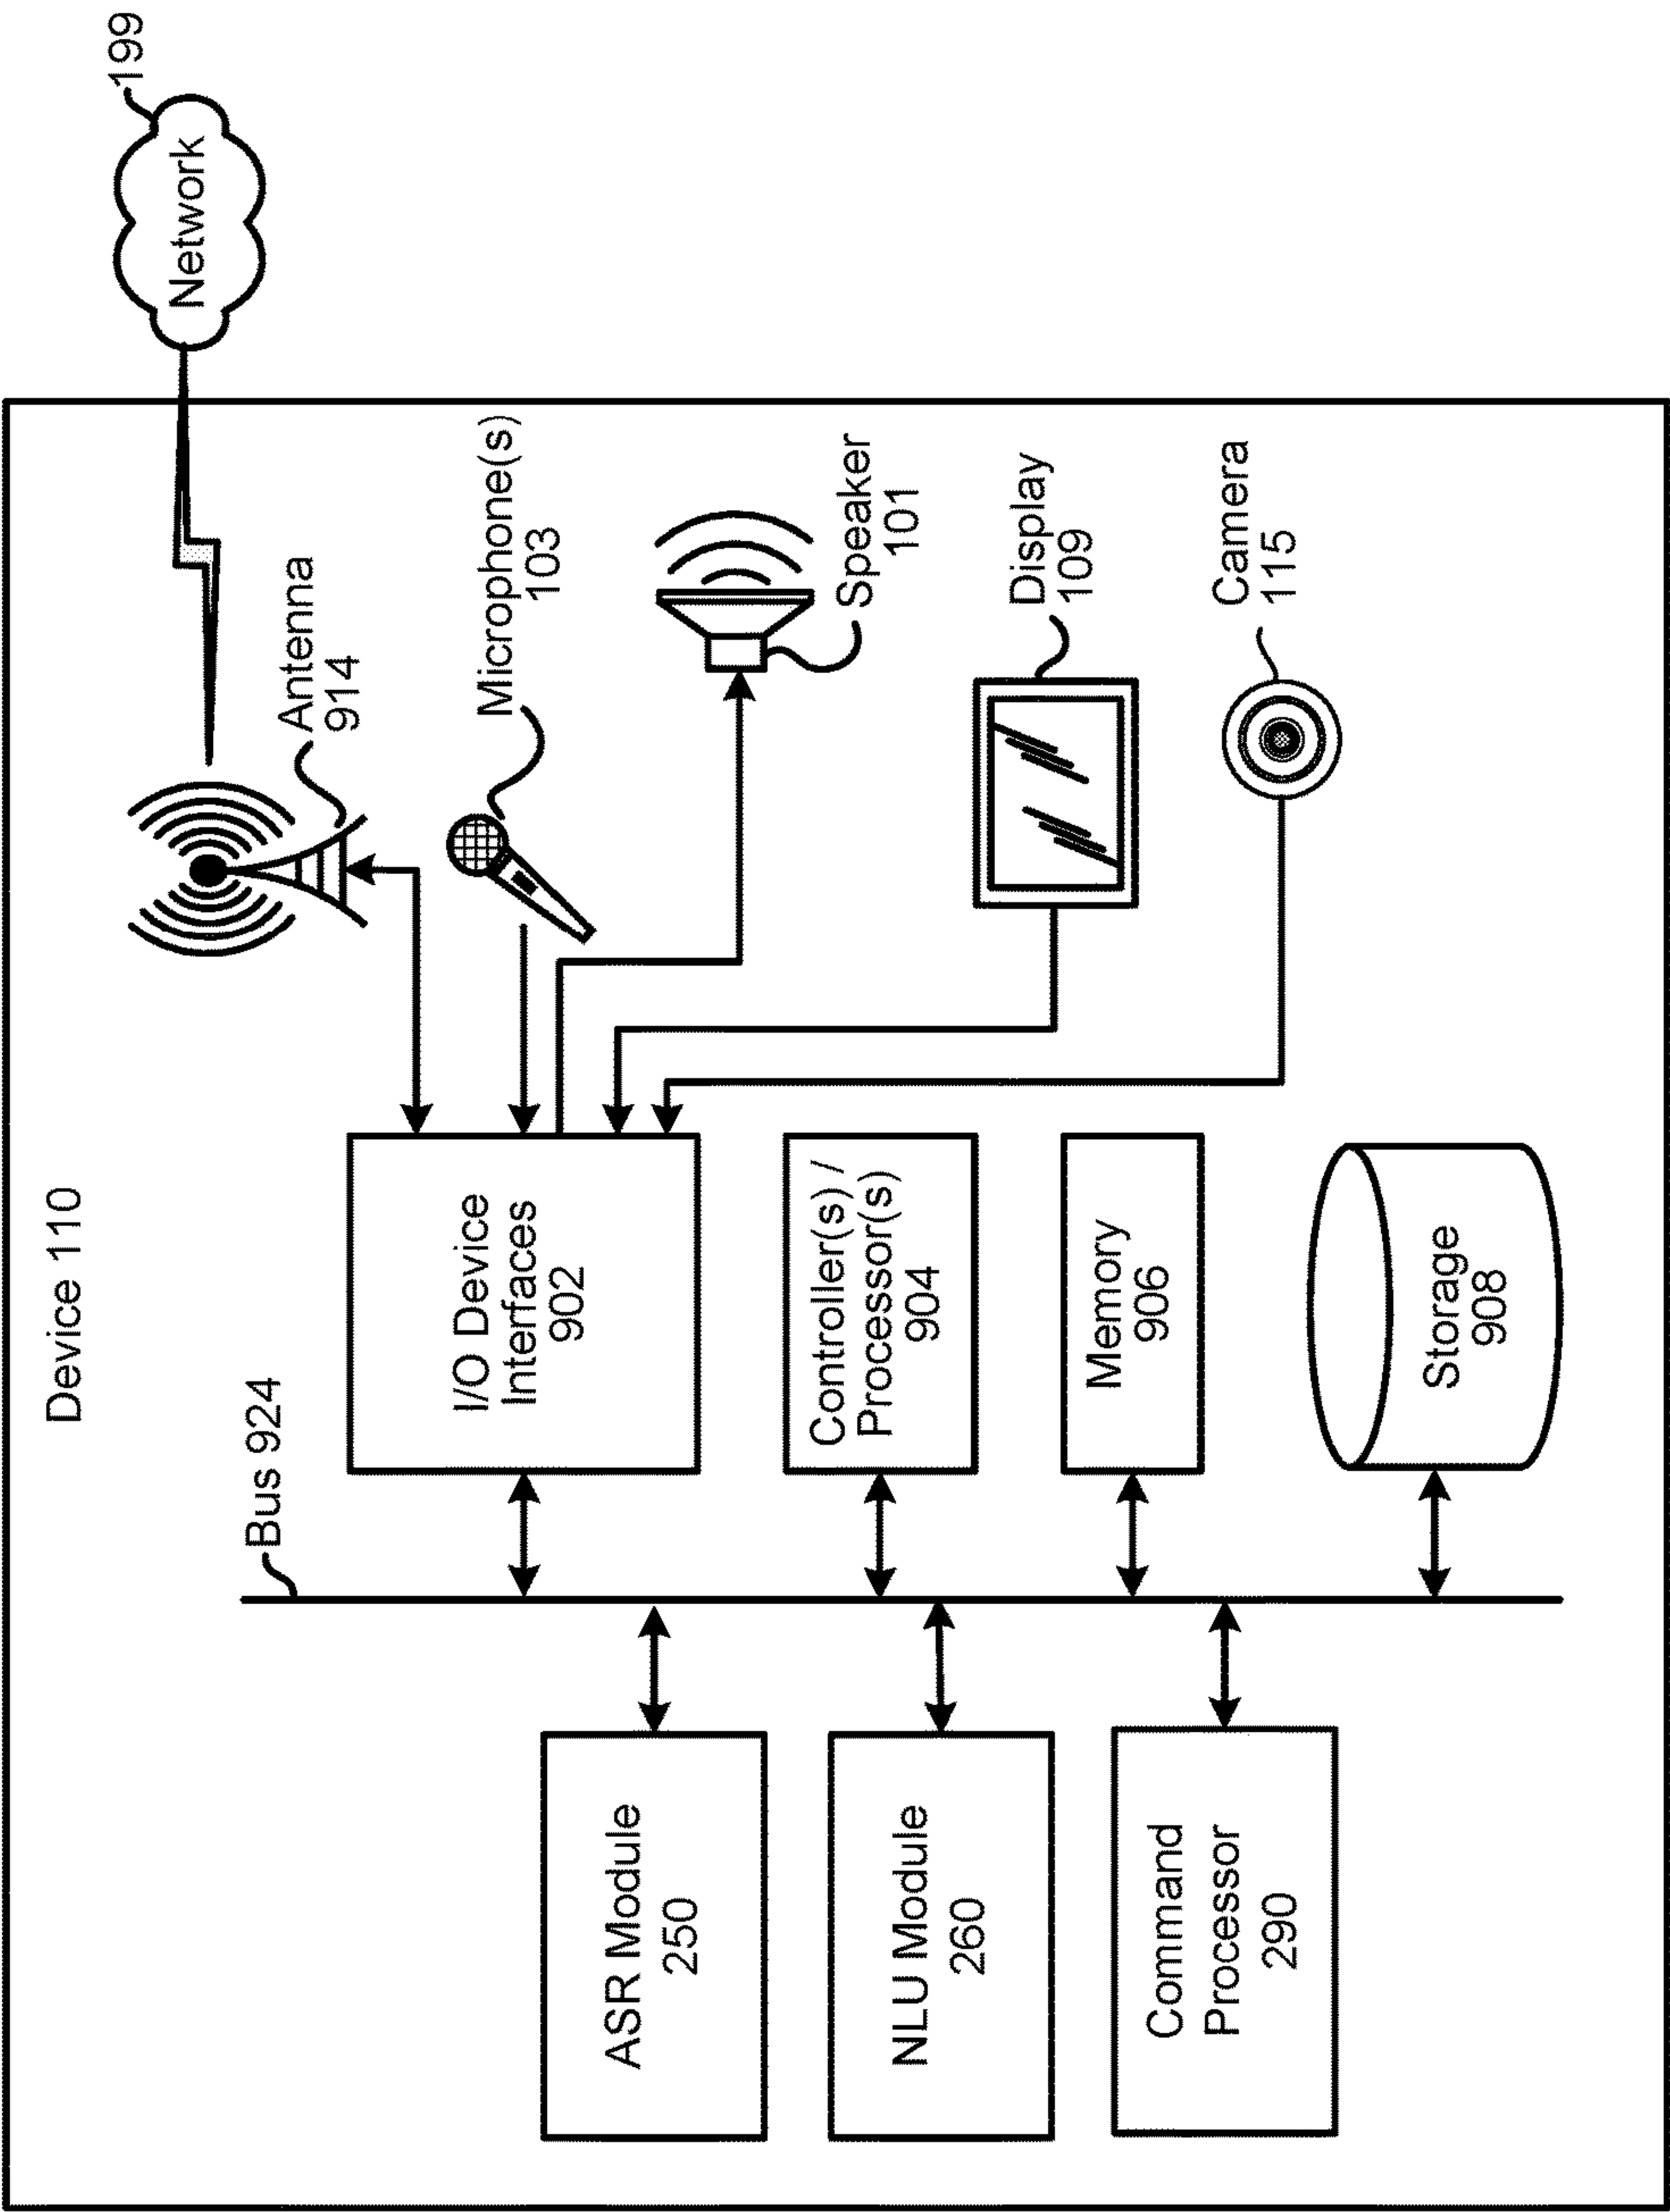 Device 110
Bus 924
ASR Module
250
NLU Module
260
Command
Processor
290
I/O Device
Interfaces
902
Controller(s) /
Processor(s)
904
Memory
906
Storage
908
Antenna
914
Microphone(s)
103
Speaker
101
Display
109
Camera
115
Network
199